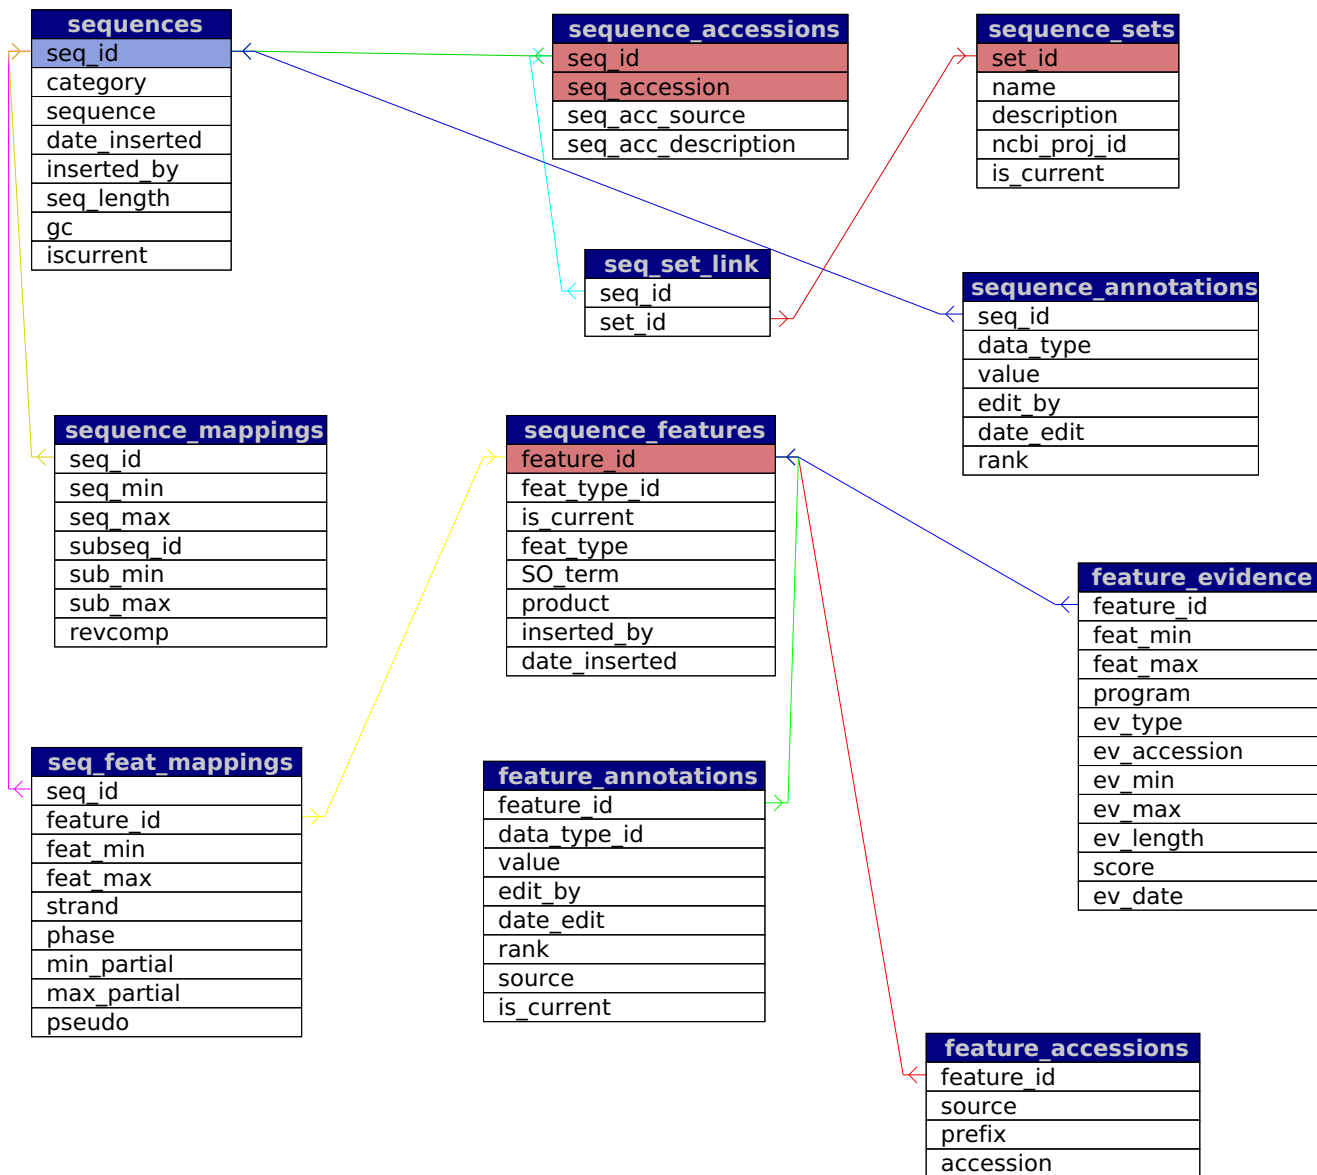 sequences
seq_id
category
sequence
date_inserted
inserted_by
seq_length
gc
iscurrent
sequence_accessions
seq_id
seq_accession
seq_acc_source
seq_acc_description
sequence_sets
set_id
name
description
ncbi_proj_id
is_current
seq_set_link
seq_id
set_id
sequence_annotations
seq_id
data_type
value
edit_by
date_edit
rank
sequence_mappings
seq_id
seq_min
seq_max
subseq_id
sub_min
sub_max
revcomp
sequence_features
feature_id
feat_type_id
is_current
feat_type
SO_term
product
inserted_by
date_inserted
feature_evidence
feature_id
feat_min
feat_max
program
ev_type
ev_accession
ev_min
ev_max
ev_length
score
ev_date
seq_feat_mappings
seq_id
feature_id
feat_min
feat_max
strand
phase
min_partial
max_partial
pseudo
feature_annotations
feature_id
data_type_id
value
edit_by
date_edit
rank
source
is_current
feature_accessions
feature_id
source
prefix
accession